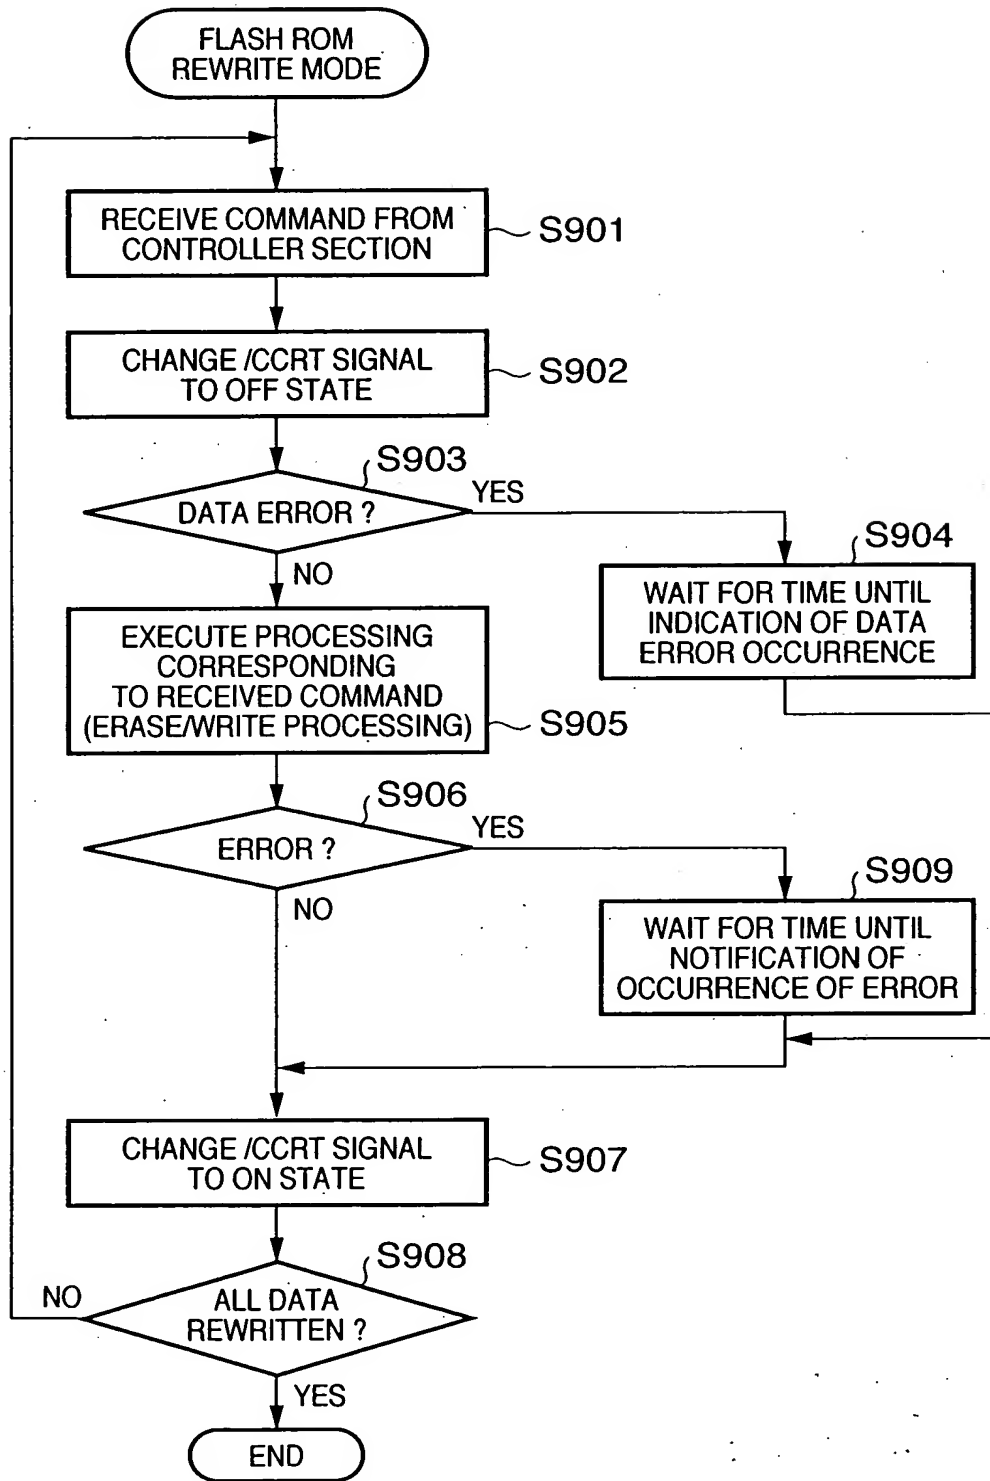 FLASH ROM
REWRITE MODE
RECEIVE COMMAND FROM
CONTROLLER SECTION
S901
CHANGE /CCRT SIGNAL
TO OFF STATE
S902
S903
DATA ERROR ?
YES
NO
S904
WAIT FOR TIME UNTIL
INDICATION OF DATA
ERROR OCCURRENCE
EXECUTE PROCESSING
CORRESPONDING
TO RECEIVED COMMAND
(ERASE/WRITE PROCESSING)
S905
S906
ERROR ?
YES
NO
S909
WAIT FOR TIME UNTIL
NOTIFICATION OF
OCCURRENCE OF ERROR
CHANGE /CCRT SIGNAL
TO ON STATE
S907
S908
ALL DATA
REWRITTEN ?
NO
YES
END